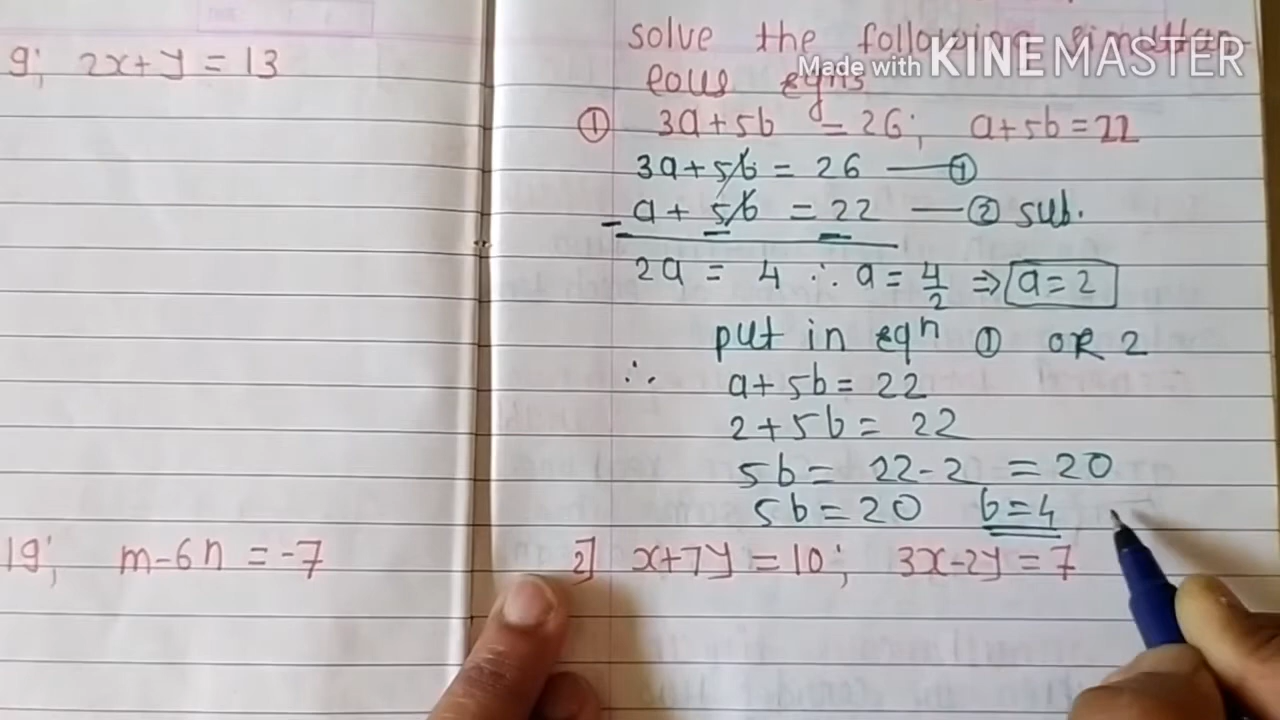 9; 2x+y = 13
19; m-6n = -7
solve the following simultan-
eous eqns
Made with KINEMASTER
① 3a+5b = 26; a+5b=22
3a+5b = 26 — ①
- a + 5b = 22 — ② sub.
2a = 4 ∴ a = 4/2 ⇒ a=2
put in eqn ① or 2
∴ a+5b= 22
2+5b= 22
5b= 22-2 = 20
5b=20 b=4
2] x+7y =10; 3x-2y=7